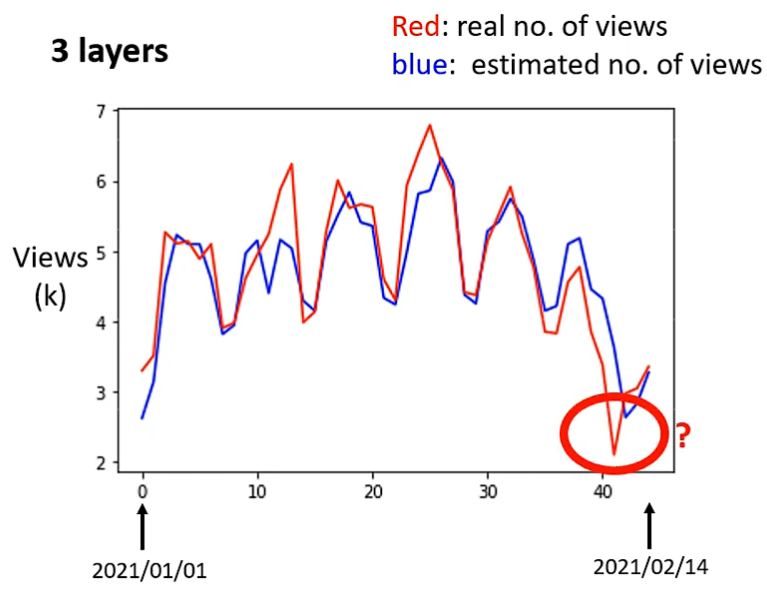 3 layers
Red: real no. of views
blue: estimated no. of views
Views
(k)
7
6
5
4
3
2
?
0 10 20 30 40
2021/01/01
2021/02/14